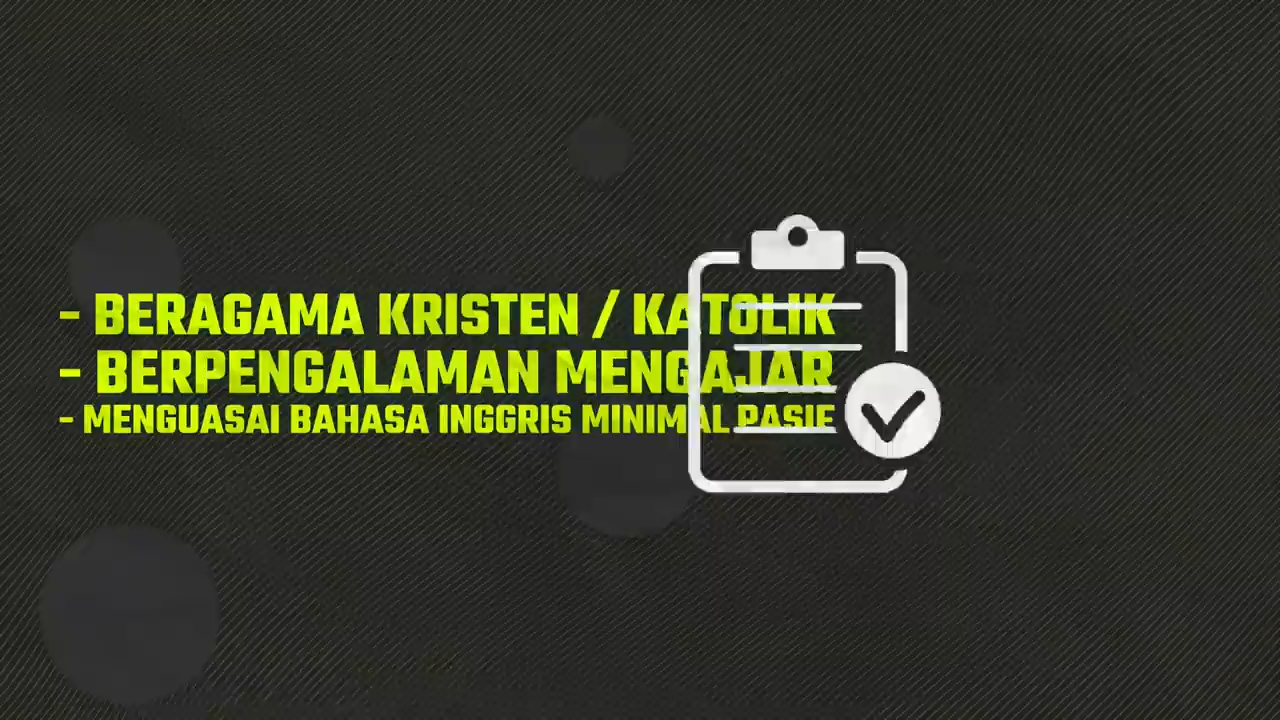 - BERAGAMA KRISTEN / KATOLIK
- BERPENGALAMAN MENGAJAR
- MENGUASAI BAHASA INGGRIS MINIMAL PASIF